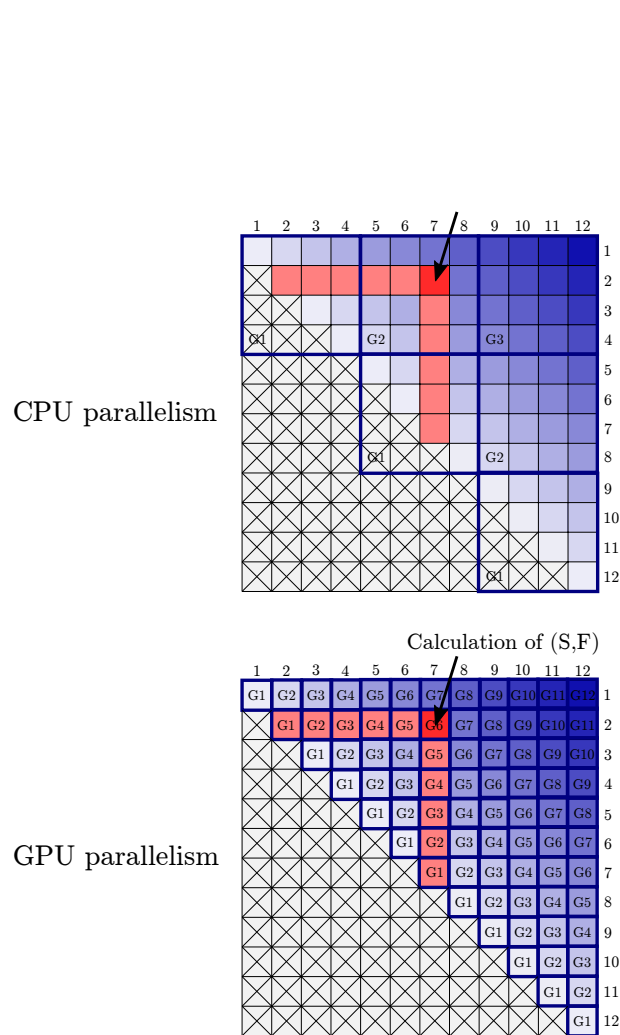 1 2 3 4 5 6 7 8 9 10 11 12
1
2
3
G1 G2 G3 4
5
6
CPU parallelism
7
G1 G2 8
9
10
11
G1 12
Calculation of (S,F)
1 2 3 4 5 6 7 8 9 10 11 12
G1 G2 G3 G4 G5 G6 G7 G8 G9 G10 G11 G12 1
G1 G2 G3 G4 G5 G6 G7 G8 G9 G10 G11 2
G1 G2 G3 G4 G5 G6 G7 G8 G9 G10 3
G1 G2 G3 G4 G5 G6 G7 G8 G9 4
G1 G2 G3 G4 G5 G6 G7 G8 5
G1 G2 G3 G4 G5 G6 G7 6
GPU parallelism
G1 G2 G3 G4 G5 G6 7
G1 G2 G3 G4 G5 8
G1 G2 G3 G4 9
G1 G2 G3 10
G1 G2 11
G1 12